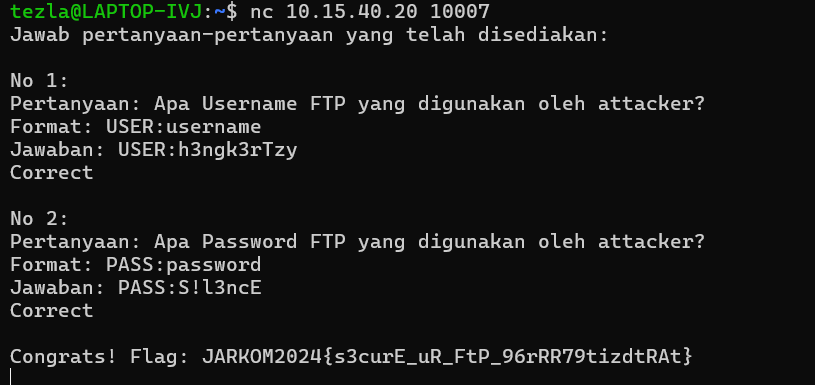 tezla@LAPTOP-IVJ:~$ nc 10.15.40.20 10007
Jawab pertanyaan-pertanyaan yang telah disediakan:
No 1:
Pertanyaan: Apa Username FTP yang digunakan oleh attacker?
Format: USER:username
Jawaban: USER:h3ngk3rTzy
Correct
No 2:
Pertanyaan: Apa Password FTP yang digunakan oleh attacker?
Format: PASS:password
Jawaban: PASS:S!l3ncE
Correct
Congrats! Flag: JARKOM2024{s3curE_uR_FtP_96rRR79tizdtRAt}